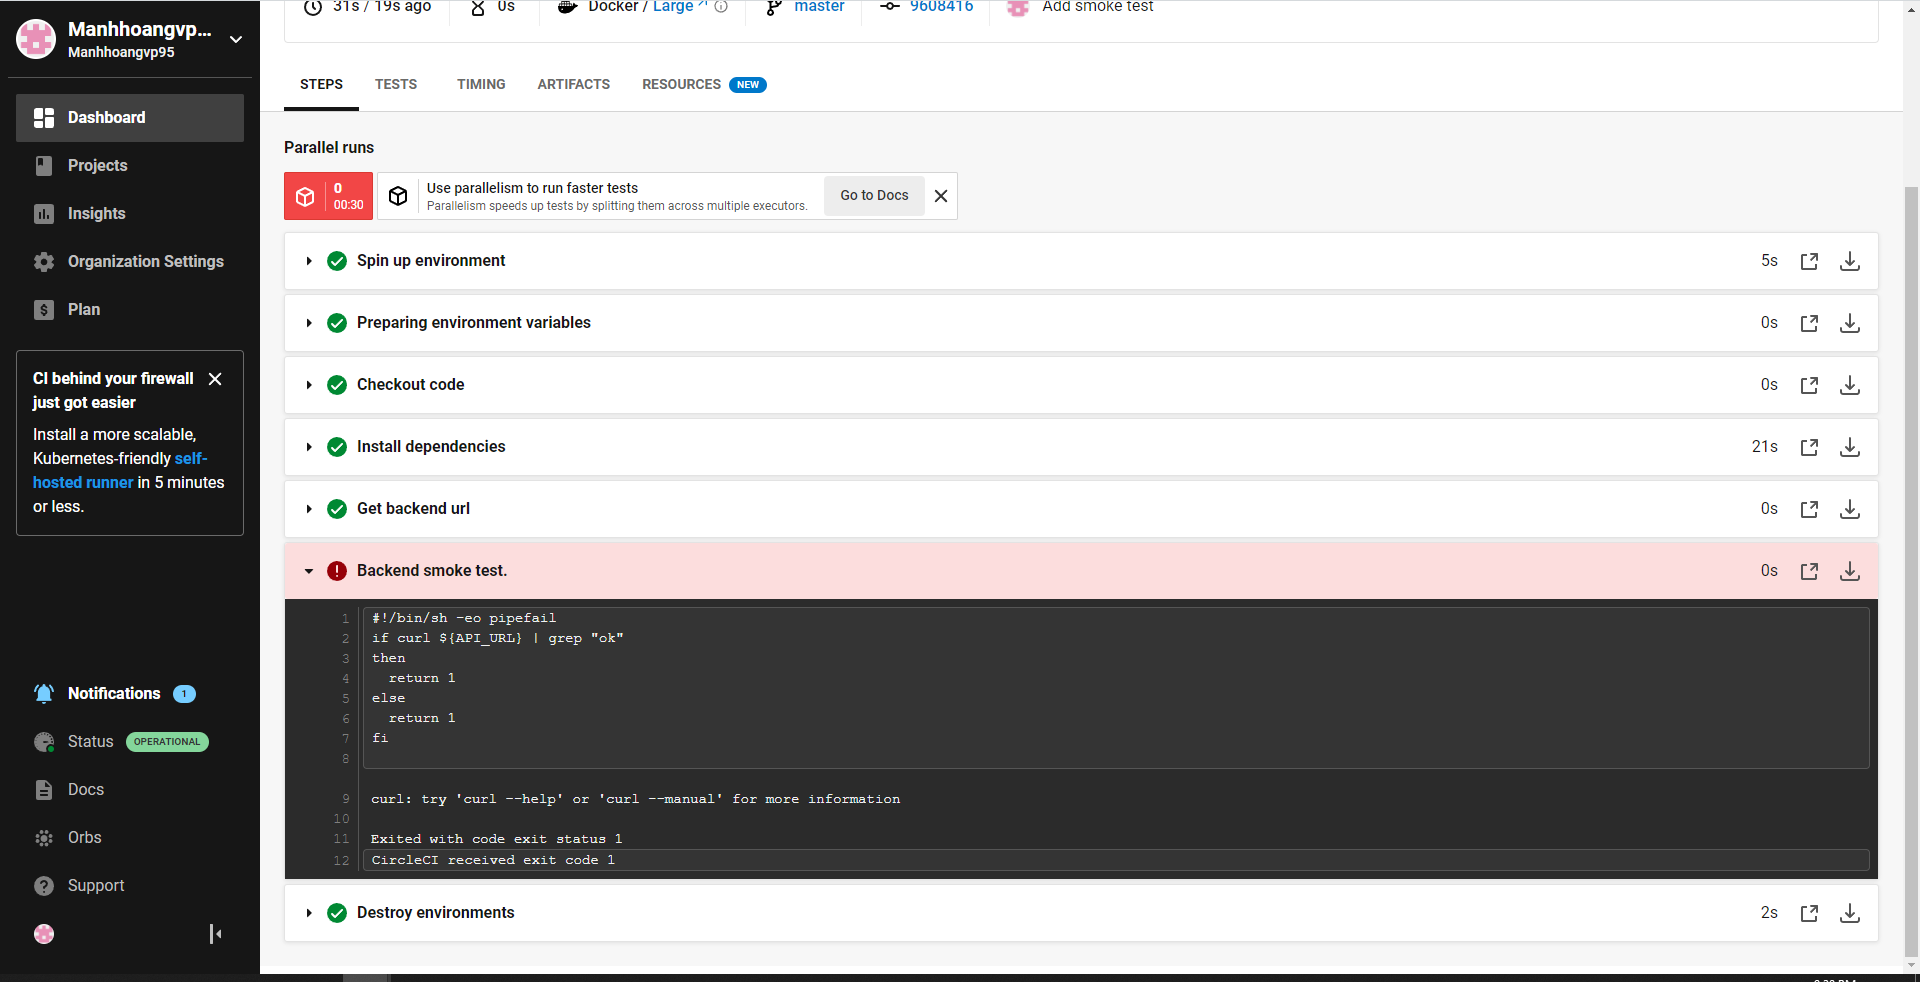 Manhhoangvp...
Manhhoangvp95
Dashboard
Projects
Insights
Organization Settings
Plan
CI behind your firewall
just got easier
Install a more scalable,
Kubernetes-friendly self-
hosted runner in 5 minutes
or less.
Notifications 1
Status OPERATIONAL
Docs
Orbs
Support
31s / 19s ago 0s Docker / Large master 9608416 Add smoke test
STEPS TESTS TIMING ARTIFACTS RESOURCES NEW
Parallel runs
0
00:30
Use parallelism to run faster tests
Parallelism speeds up tests by splitting them across multiple executors.
Go to Docs
Spin up environment 5s
Preparing environment variables 0s
Checkout code 0s
Install dependencies 21s
Get backend url 0s
Backend smoke test. 0s
1 #!/bin/sh -eo pipefail
2 if curl ${API_URL} | grep "ok"
3 then
4 return 1
5 else
6 return 1
7 fi
8
9 curl: try 'curl --help' or 'curl --manual' for more information
10
11 Exited with code exit status 1
12 CircleCI received exit code 1
Destroy environments 2s